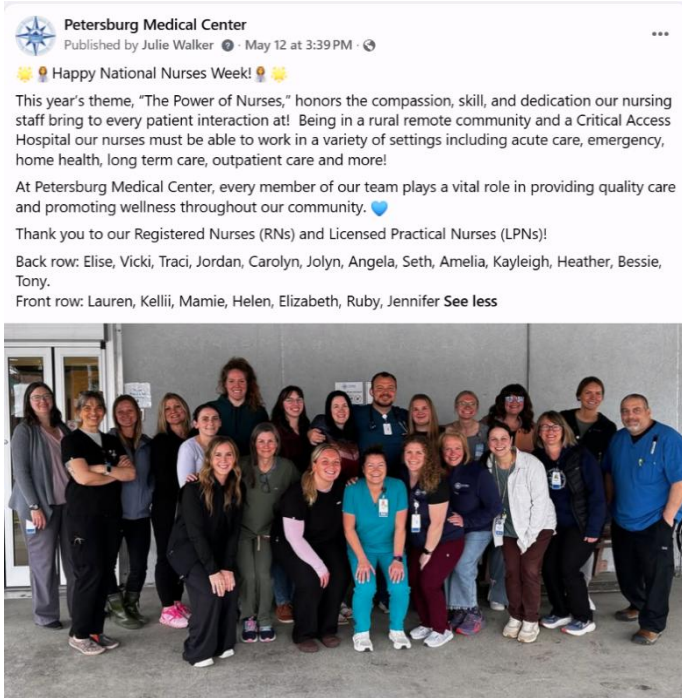 Petersburg Medical Center
Published by Julie Walker · May 12 at 3:39 PM ·
Happy National Nurses Week!
This year's theme, "The Power of Nurses," honors the compassion, skill, and dedication our nursing
staff bring to every patient interaction at! Being in a rural remote community and a Critical Access
Hospital our nurses must be able to work in a variety of settings including acute care, emergency,
home health, long term care, outpatient care and more!
At Petersburg Medical Center, every member of our team plays a vital role in providing quality care
and promoting wellness throughout our community.
Thank you to our Registered Nurses (RNs) and Licensed Practical Nurses (LPNs)!
Back row: Elise, Vicki, Traci, Jordan, Carolyn, Jolyn, Angela, Seth, Amelia, Kayleigh, Heather, Bessie,
Tony.
Front row: Lauren, Kellii, Mamie, Helen, Elizabeth, Ruby, Jennifer See less